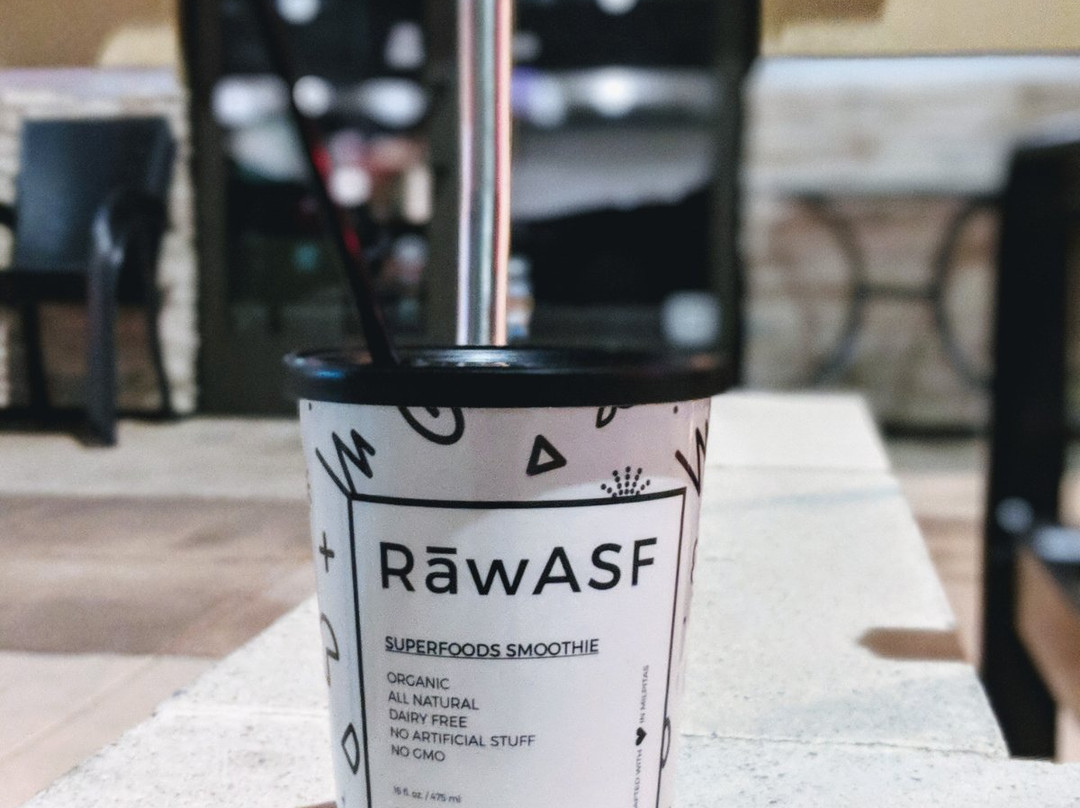 RāwASF
SUPERFOODS SMOOTHIE
ORGANIC
ALL NATURAL
DAIRY FREE
NO ARTIFICIAL STUFF
NO GMO
16 fl. oz. / 475 ml
WITH ♥ IN MILPITAS